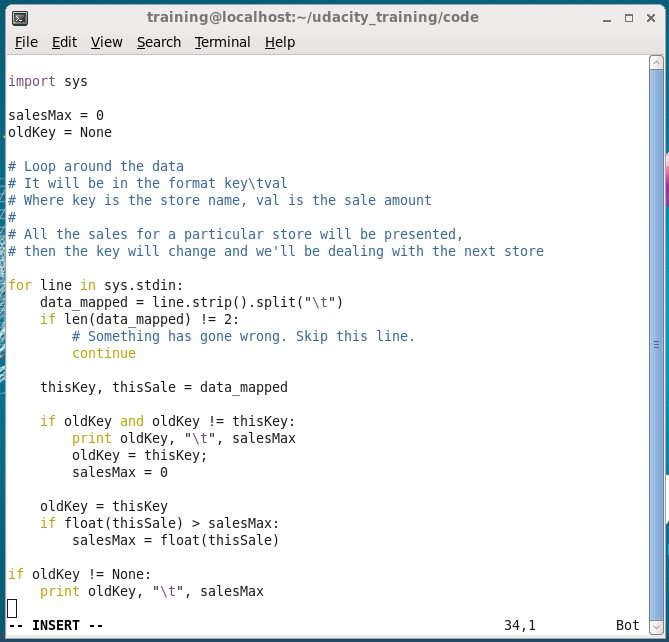 training@localhost:~/udacity_training/code
File Edit View Search Terminal Help
import sys

salesMax = 0
oldKey = None

# Loop around the data
# It will be in the format key\tval
# Where key is the store name, val is the sale amount
#
# All the sales for a particular store will be presented,
# then the key will change and we'll be dealing with the next store

for line in sys.stdin:
    data_mapped = line.strip().split("\t")
    if len(data_mapped) != 2:
        # Something has gone wrong. Skip this line.
        continue

    thisKey, thisSale = data_mapped

    if oldKey and oldKey != thisKey:
        print oldKey, "\t", salesMax
        oldKey = thisKey;
        salesMax = 0

    oldKey = thisKey
    if float(thisSale) > salesMax:
        salesMax = float(thisSale)

if oldKey != None:
    print oldKey, "\t", salesMax

-- INSERT -- 34,1 Bot